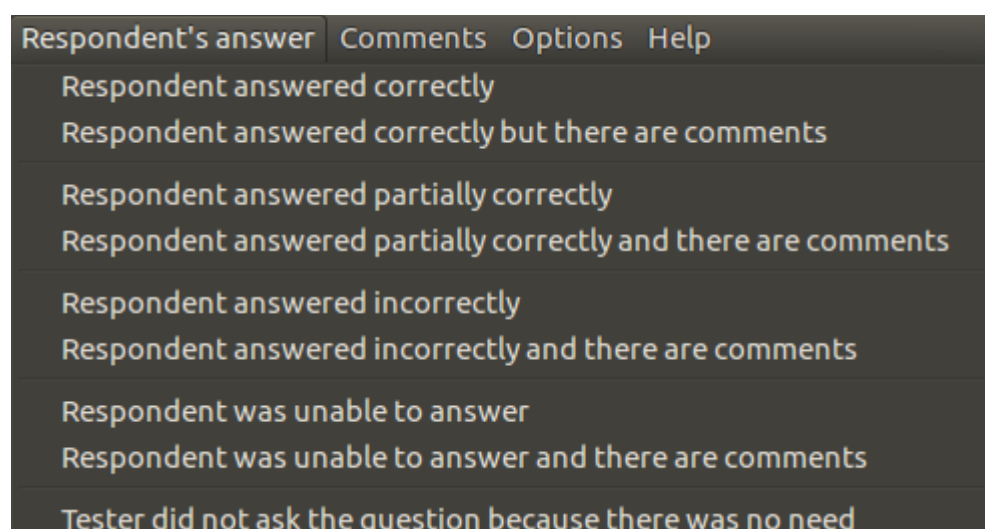 Respondent's answer Comments Options Help
Respondent answered correctly
Respondent answered correctly but there are comments
Respondent answered partially correctly
Respondent answered partially correctly and there are comments
Respondent answered incorrectly
Respondent answered incorrectly and there are comments
Respondent was unable to answer
Respondent was unable to answer and there are comments
Tester did not ask the question because there was no need